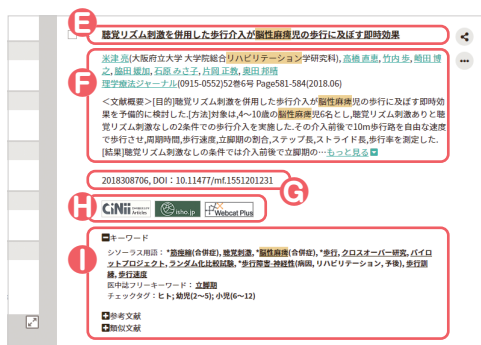 E
聴覚リズム刺激を併用した歩行介入が脳性麻痺児の歩行に及ぼす即時効果
F
米津 亮(大阪府立大学 大学院総合リハビリテーション学研究科), 高橋 直恵, 竹内 歩, 崎田 博
之, 脇田 媛加, 石原 みさ子, 片岡 正教, 奥田 邦晴
理学療法ジャーナル(0915-0552)52巻6号 Page581-584(2018.06)
<文献概要>[目的]聴覚リズム刺激を併用した歩行介入が脳性麻痺児の歩行に及ぼす即時効
果を予備的に検討した.[方法]対象は,4〜10歳の脳性麻痺児6名とし,聴覚リズム刺激ありと聴
覚リズム刺激なしの2条件での歩行介入を実施した.その介入前後で10m歩行路を自由な速度
で歩行させ,周期時間,歩行速度,立脚期の割合,ステップ長,ストライド長,歩行率を測定した.
[結果]聴覚リズム刺激なしの条件では介入前後で立脚期の…もっと見る
2018308706, DOI：10.11477/mf.1551201231
G
H
CiNii Articles isho.jp Webcat Plus
I
キーワード
シソーラス用語：*筋痙縮(合併症), 聴覚刺激, *脳性麻痺(合併症), *歩行, クロスオーバー研究, パイロ
ットプロジェクト, ランダム化比較試験, *歩行障害-神経性(病因, リハビリテーション, 予後), 歩行訓
練, 歩行速度
医中誌フリーキーワード：立脚期
チェックタグ：ヒト; 幼児(2〜5); 小児(6〜12)
参考文献
類似文献